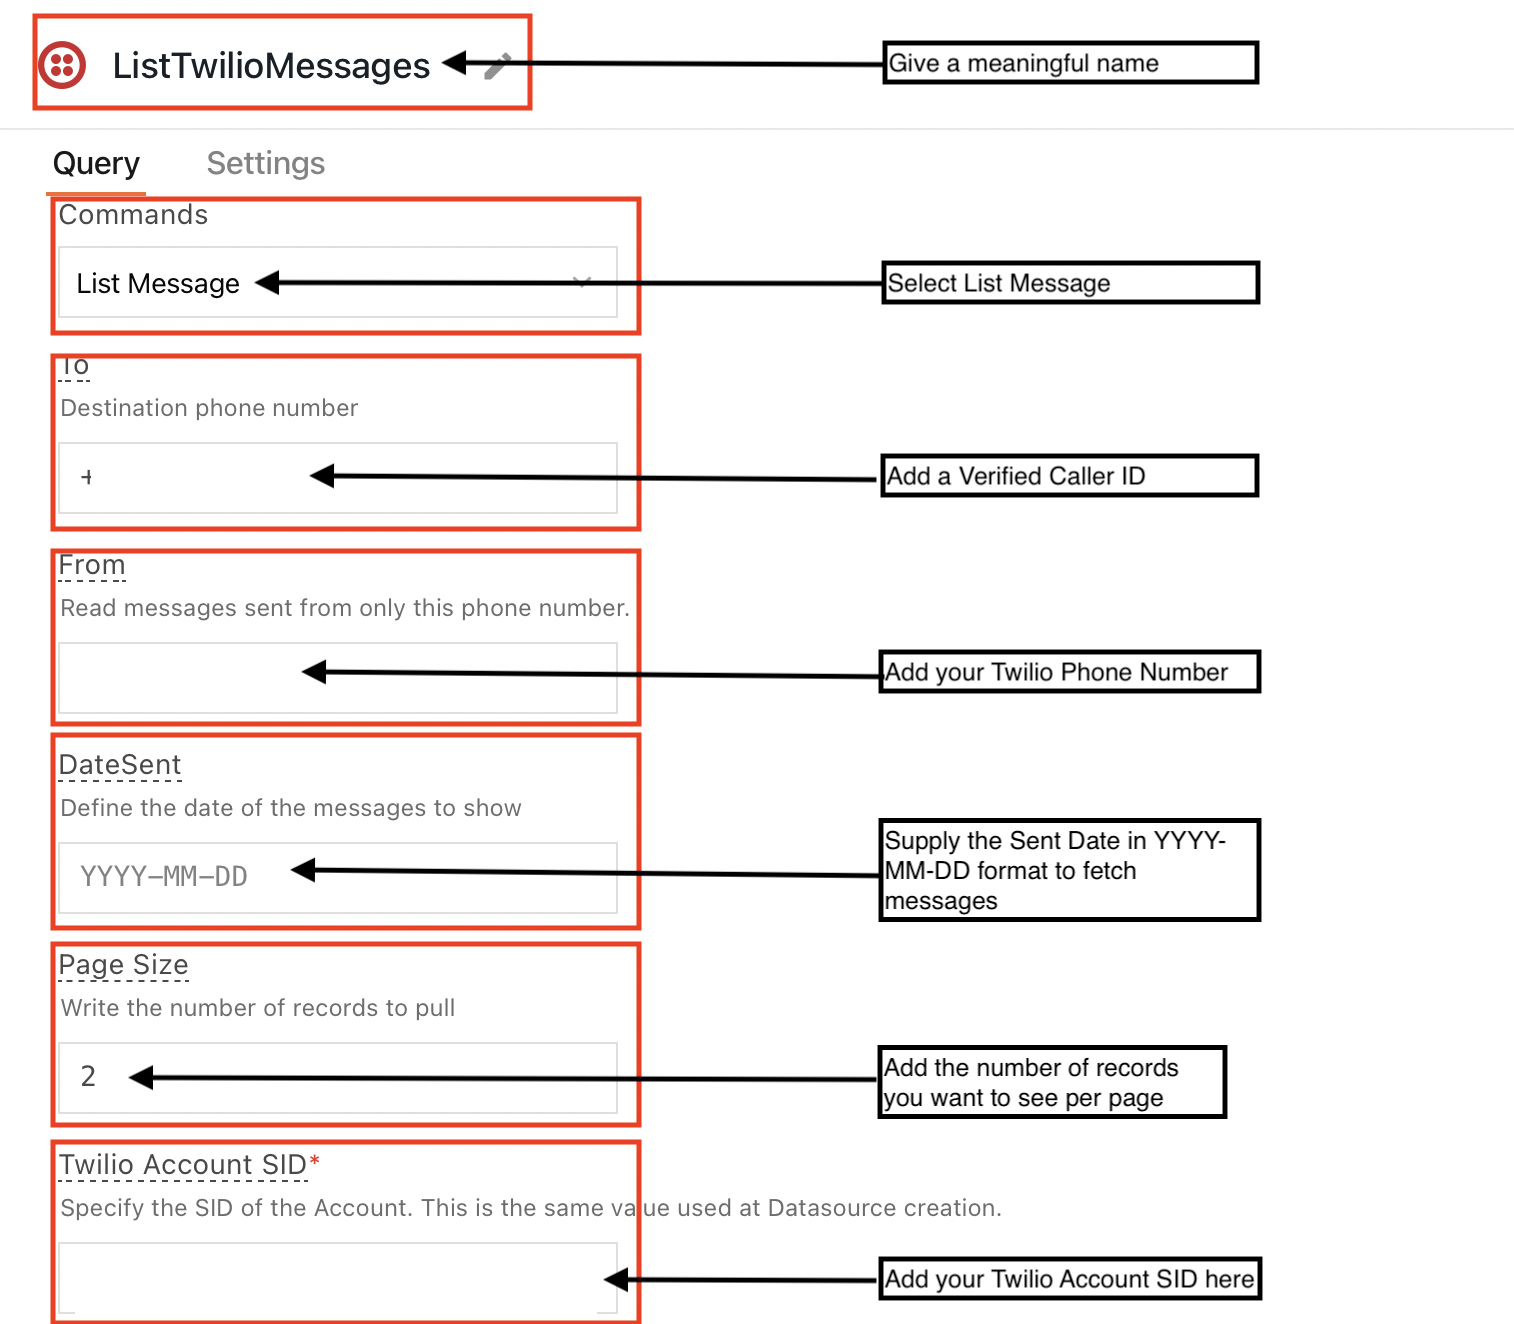 ListTwilioMessages
Give a meaningful name
Query
Settings
Commands
List Message
Select List Message
To
Destination phone number
+
Add a Verified Caller ID
From
Read messages sent from only this phone number.
Add your Twilio Phone Number
DateSent
Define the date of the messages to show
YYYY-MM-DD
Supply the Sent Date in YYYY-
MM-DD format to fetch
messages
Page Size
Write the number of records to pull
2
Add the number of records
you want to see per page
Twilio Account SID*
Specify the SID of the Account. This is the same value used at Datasource creation.
Add your Twilio Account SID here